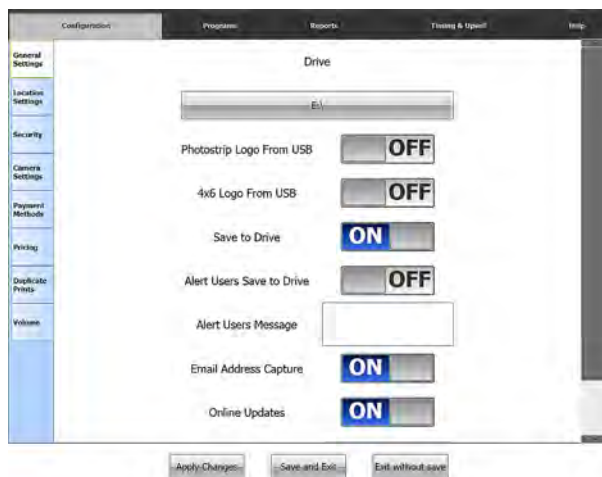 Configuration
Programs
Reports
Timing & Upsell
Help
General
Settings
Location
Settings
Security
Camera
Settings
Payment
Methods
Pricing
Duplicate
Prints
Volume
Drive
E:\
Photostrip Logo From USB
OFF
4x6 Logo From USB
OFF
Save to Drive
ON
Alert Users Save to Drive
OFF
Alert Users Message
Email Address Capture
ON
Online Updates
ON
Apply Changes
Save and Exit
Exit without save